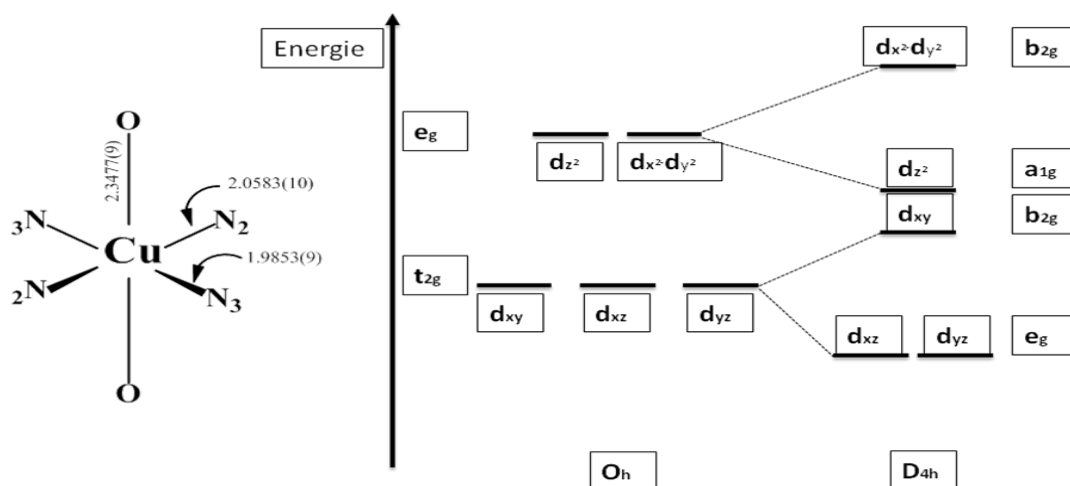 Energie
O
2.3477(9)
2.0583(10)
₃N
N₂
Cu
1.9853(9)
₂N
N₃
O
dx²-dy²
b₂g
eg
dz²
dx²-dy²
dz²
a₁g
dxy
b₂g
t₂g
dxy
dxz
dyz
dxz
dyz
eg
Oh
D₄h